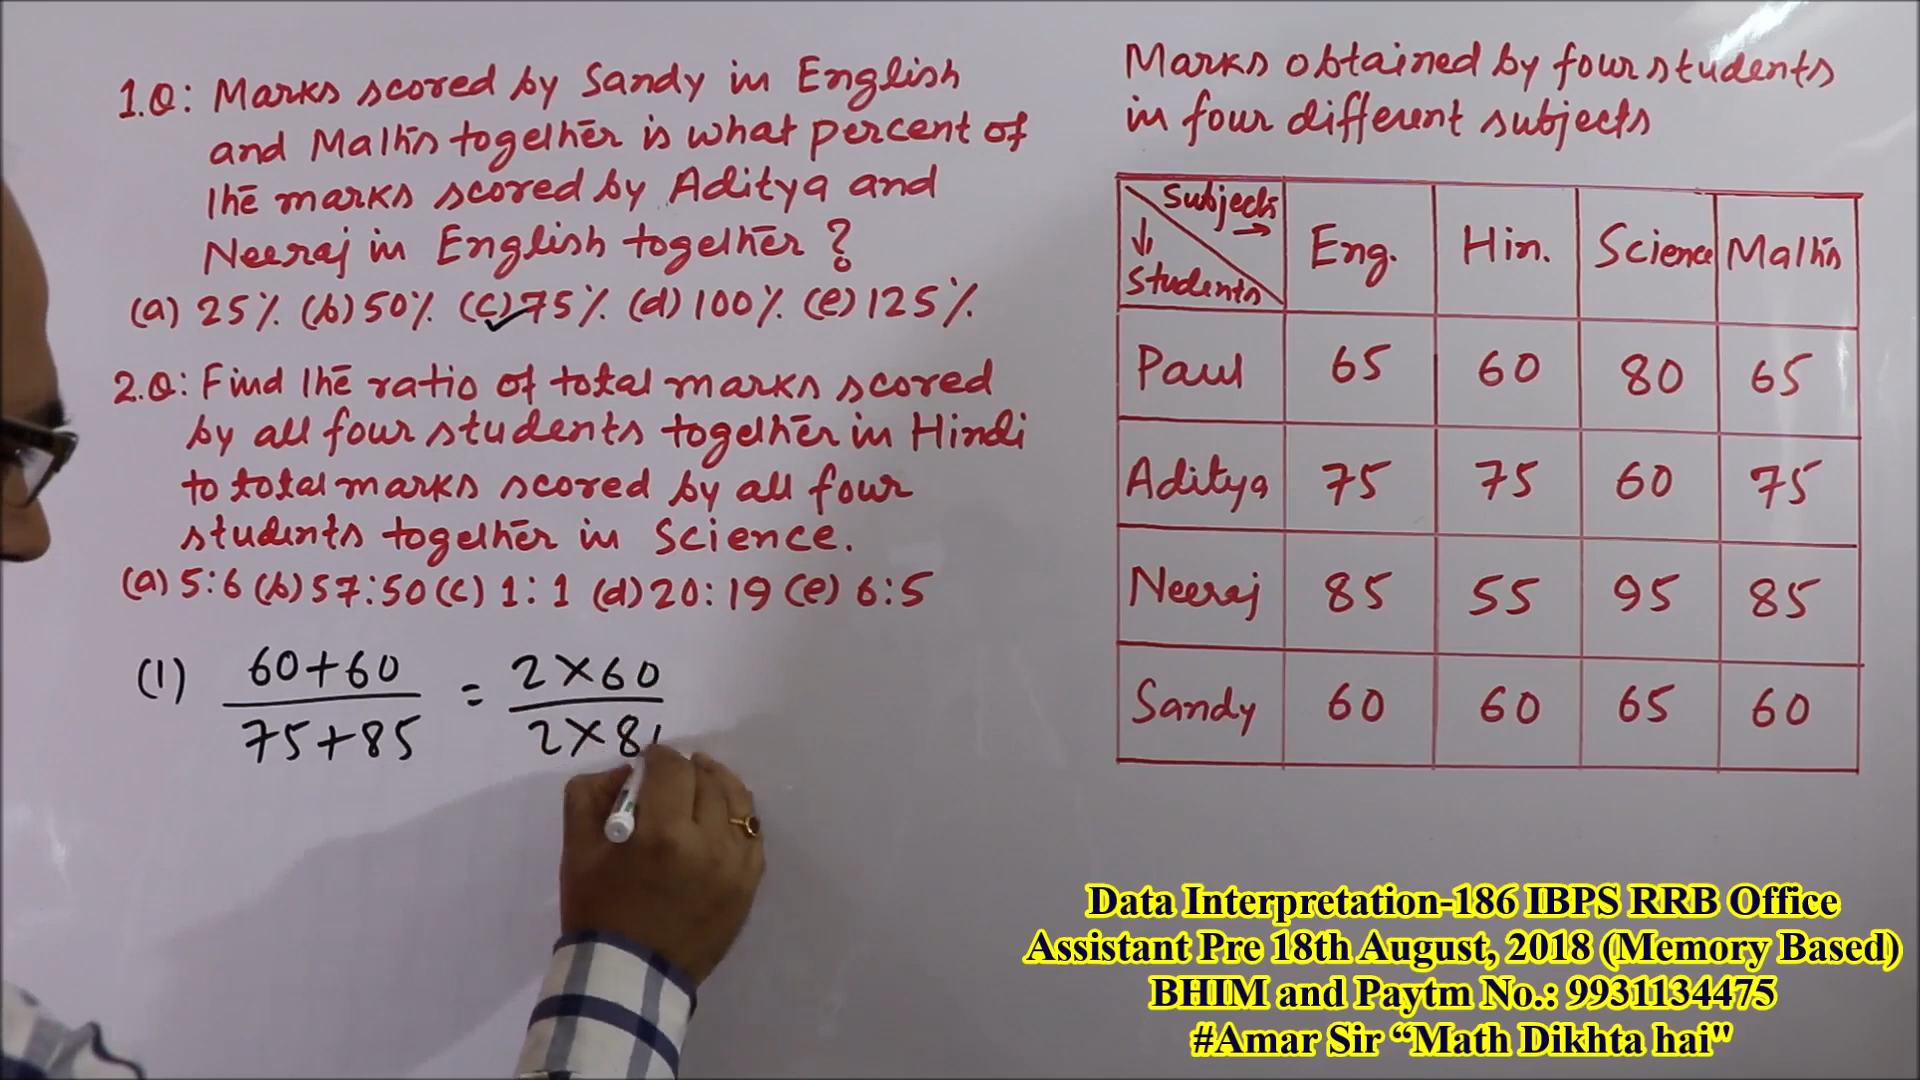 1.Q: Marks scored by Sandy in English
and Maths together is what percent of
the marks scored by Aditya and
Neeraj in English together?
(a) 25% (b) 50% (c) 75% (d) 100% (e) 125%
2.Q: Find the ratio of total marks scored
by all four students together in Hindi
to total marks scored by all four
students together in Science.
(a) 5:6 (b) 57:50 (c) 1:1 (d) 20:19 (e) 6:5
(1) 60+60 = 2×60
75+85 2×8
Marks obtained by four students
in four different subjects
Subjects → Eng. Hin. Science Maths
↓ Students
Paul 65 60 80 65
Aditya 75 75 60 75
Neeraj 85 55 95 85
Sandy 60 60 65 60
Data Interpretation-186 IBPS RRB Office
Assistant Pre 18th August, 2018 (Memory Based)
BHIM and Paytm No.: 9931134475
#Amar Sir “Math Dikhta hai"